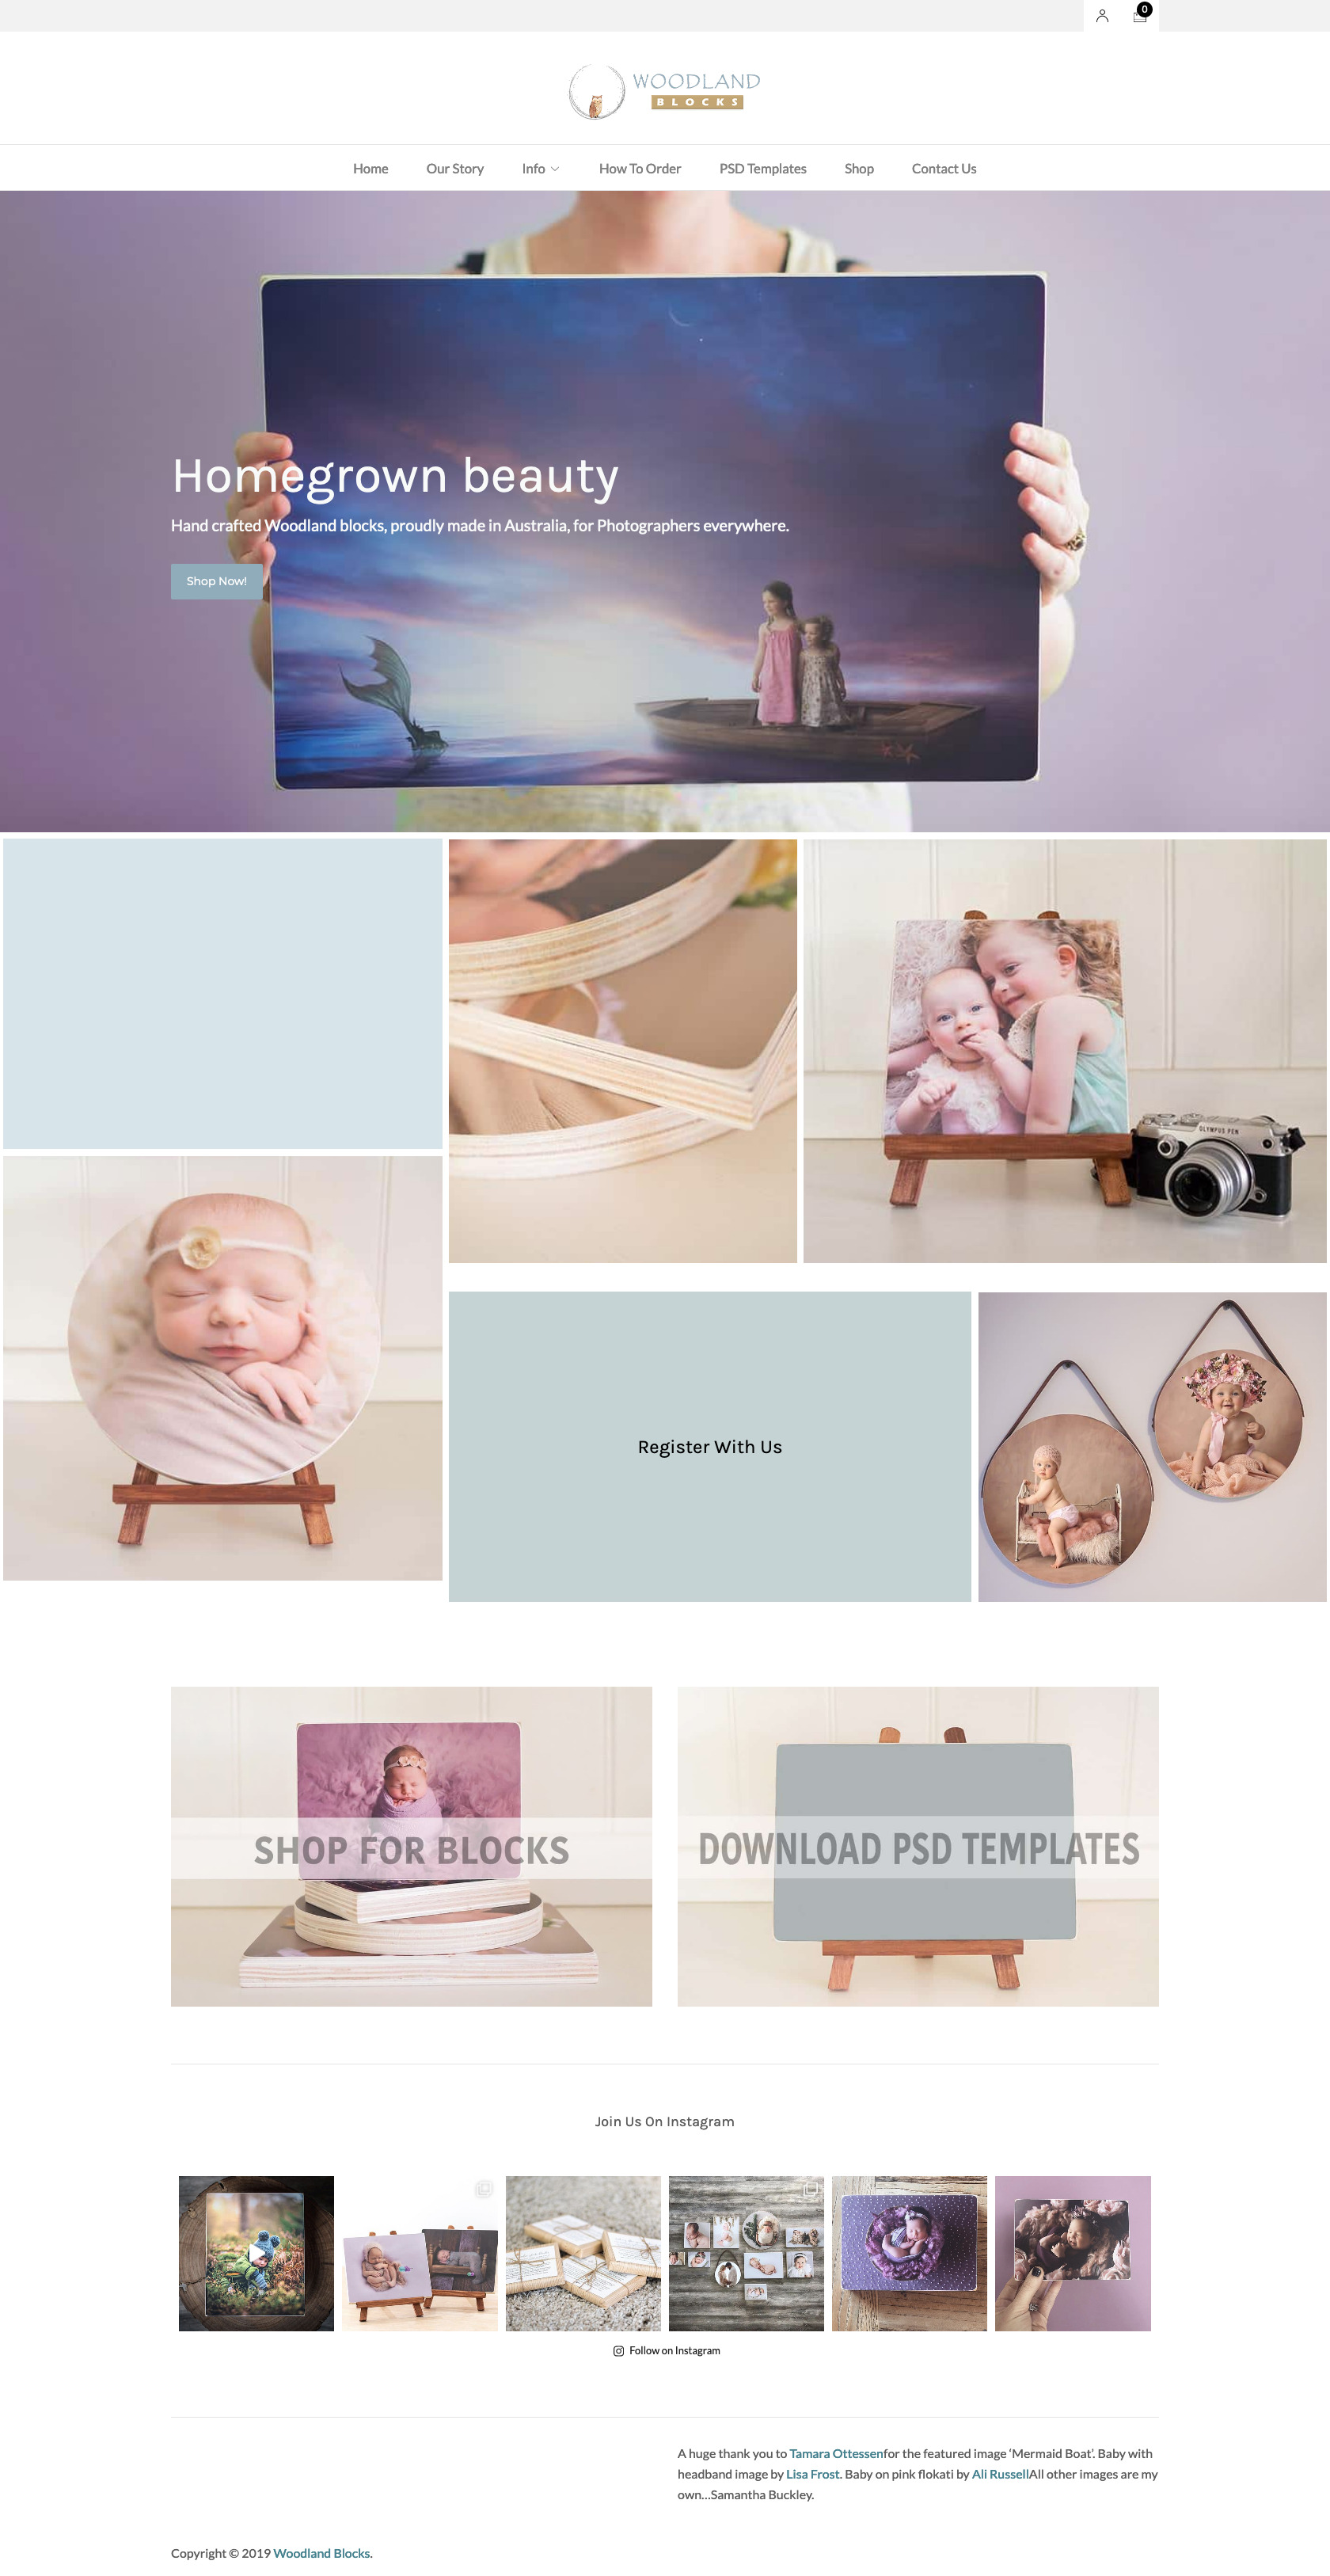 0
WOODLAND
BLOCKS
Home Our Story Info How To Order PSD Templates Shop Contact Us
Homegrown beauty
Hand crafted Woodland blocks, proudly made in Australia, for Photographers everywhere.
Shop Now!
OLYMPUS PEN
Register With Us
SHOP FOR BLOCKS
DOWNLOAD PSD TEMPLATES
Join Us On Instagram
Follow on Instagram
A huge thank you to Tamara Ottessenfor the featured image ‘Mermaid Boat’. Baby with
headband image by Lisa Frost. Baby on pink flokati by Ali RussellAll other images are my
own...Samantha Buckley.
Copyright © 2019 Woodland Blocks.